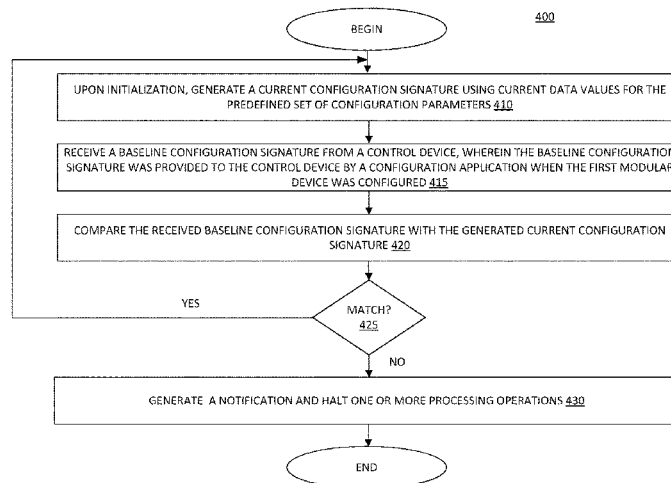 400
BEGIN
UPON INITIALIZATION, GENERATE A CURRENT CONFIGURATION SIGNATURE USING CURRENT DATA VALUES FOR THE
PREDEFINED SET OF CONFIGURATION PARAMETERS 410
RECEIVE A BASELINE CONFIGURATION SIGNATURE FROM A CONTROL DEVICE, WHEREIN THE BASELINE CONFIGURATION
SIGNATURE WAS PROVIDED TO THE CONTROL DEVICE BY A CONFIGURATION APPLICATION WHEN THE FIRST MODULAR
DEVICE WAS CONFIGURED 415
COMPARE THE RECEIVED BASELINE CONFIGURATION SIGNATURE WITH THE GENERATED CURRENT CONFIGURATION
SIGNATURE 420
YES
MATCH?
425
NO
GENERATE A NOTIFICATION AND HALT ONE OR MORE PROCESSING OPERATIONS 430
END